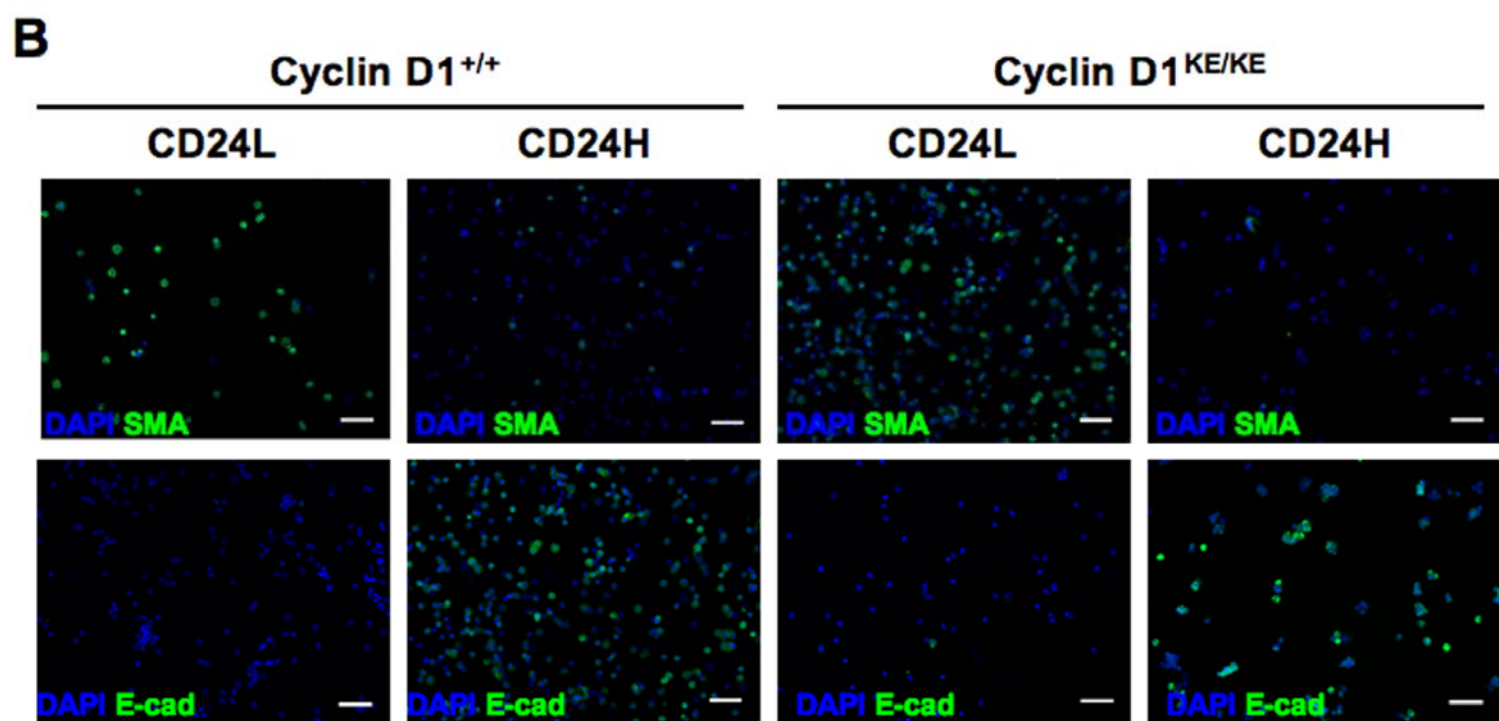 B
Cyclin D1+/+ Cyclin D1KE/KE
CD24L CD24H CD24L CD24H
DAPI SMA DAPI SMA DAPI SMA DAPI SMA
DAPI E-cad DAPI E-cad DAPI E-cad DAPI E-cad